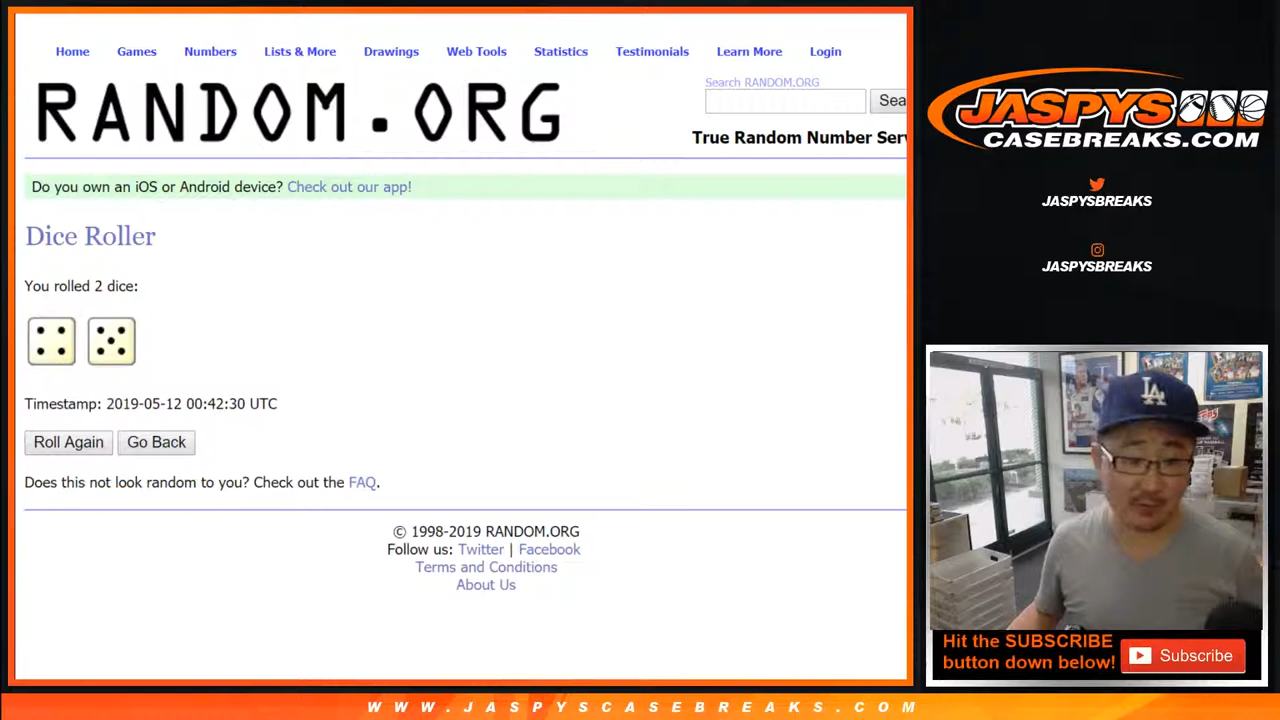 Home Games Numbers Lists & More Drawings Web Tools Statistics Testimonials Learn More Login
RANDOM.ORG
Search RANDOM.ORG
Sea
True Random Number Serv
Do you own an iOS or Android device? Check out our app!
Dice Roller
You rolled 2 dice:
Timestamp: 2019-05-12 00:42:30 UTC
Roll Again Go Back
Does this not look random to you? Check out the FAQ.
© 1998-2019 RANDOM.ORG
Follow us: Twitter | Facebook
Terms and Conditions
About Us
JASPYS
CASEBREAKS.COM
JASPYSBREAKS
JASPYSBREAKS
LA
Hit the SUBSCRIBE
button down below!
Subscribe
WWW.JASPYSCASEBREAKS.COM